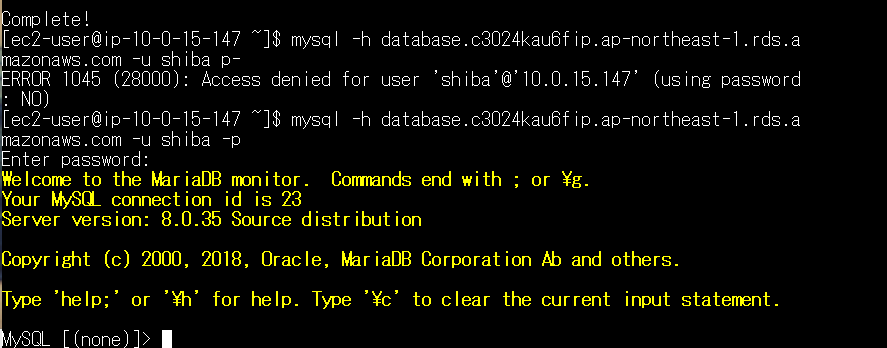 Complete!
[ec2-user@ip-10-0-15-147 ~]$ mysql -h database.c3024kau6fip.ap-northeast-1.rds.a
mazonaws.com -u shiba p-
ERROR 1045 (28000): Access denied for user 'shiba'@'10.0.15.147' (using password
: NO)
[ec2-user@ip-10-0-15-147 ~]$ mysql -h database.c3024kau6fip.ap-northeast-1.rds.a
mazonaws.com -u shiba -p
Enter password:
Welcome to the MariaDB monitor.  Commands end with ; or ¥g.
Your MySQL connection id is 23
Server version: 8.0.35 Source distribution
Copyright (c) 2000, 2018, Oracle, MariaDB Corporation Ab and others.
Type 'help;' or '¥h' for help. Type '¥c' to clear the current input statement.
MySQL [(none)]>